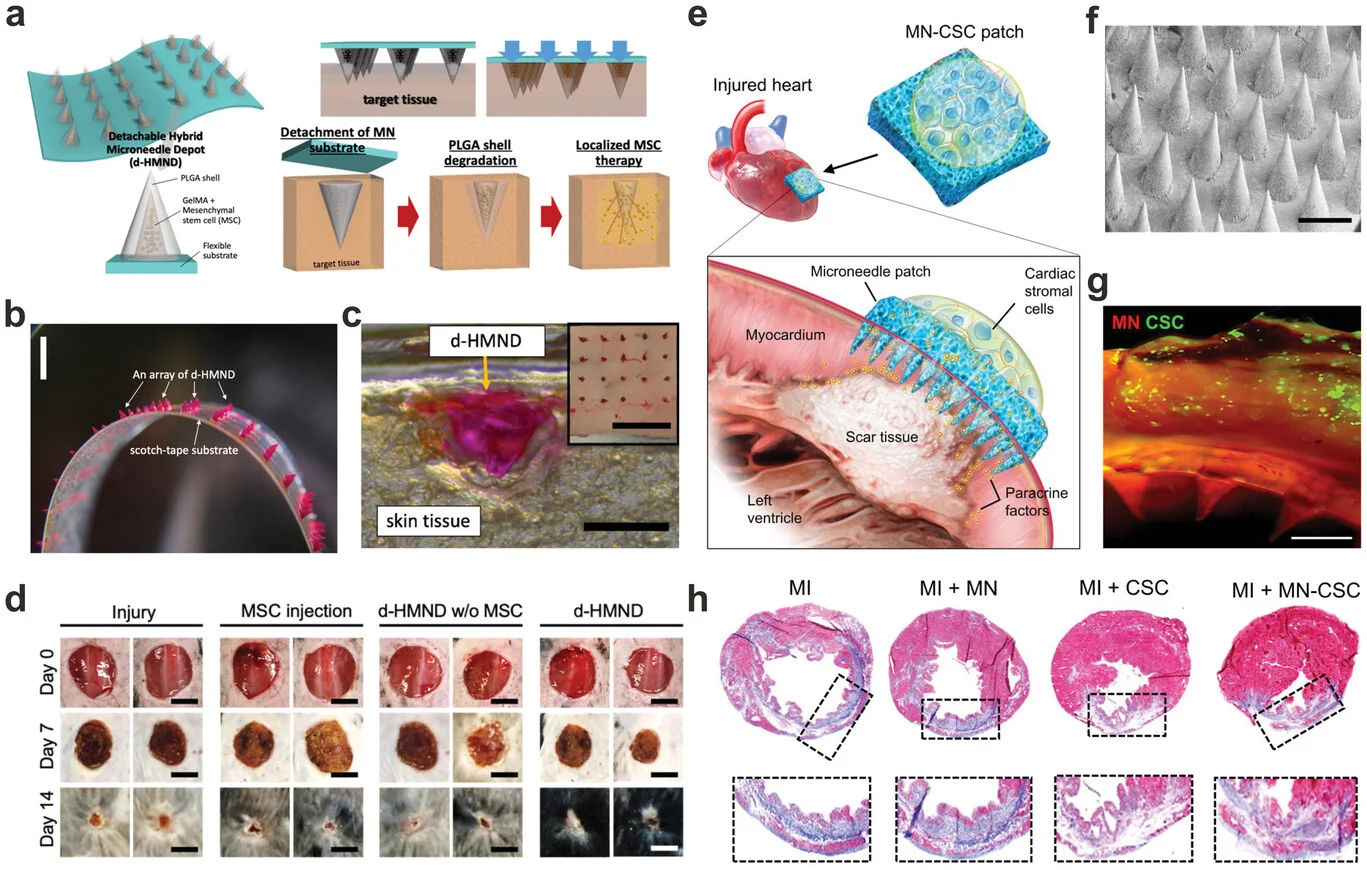 a
Detachable Hybrid
Microneedle Depot
(d-HMND)
PLGA shell
GelMA +
Mesenchymal
stem cell (MSC)
Flexible
substrate
target tissue
Detachment of MN
substrate
PLGA shell
degradation
Localized MSC
therapy
target tissue
b
An array of d-HMND
scotch-tape substrate
c
d-HMND
skin tissue
d
Injury
MSC injection
d-HMND w/o MSC
d-HMND
Day 0
Day 7
Day 14
e
MN-CSC patch
Injured heart
Microneedle patch
Cardiac
stromal
cells
Myocardium
Scar tissue
Left
ventricle
Paracrine
factors
f
g
MN CSC
h
MI
MI + MN
MI + CSC
MI + MN-CSC